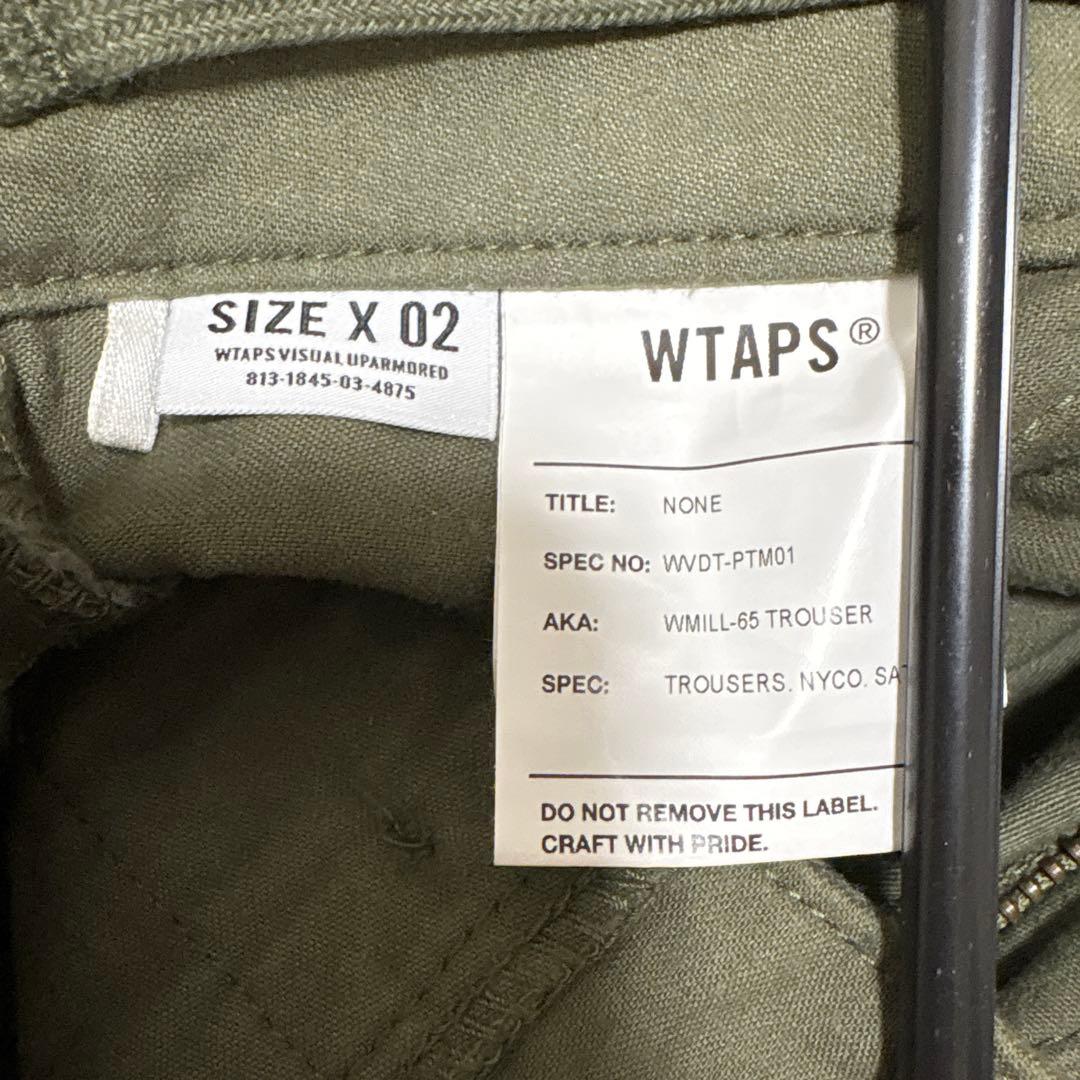 SIZE X 02
WTAPS VISUAL UPARMORED
813-1845-03-4875
WTAPS®
TITLE: NONE
SPEC NO: WVDT-PTM01
AKA: WMILL-65 TROUSER
SPEC: TROUSERS. NYCO. SA
DO NOT REMOVE THIS LABEL.
CRAFT WITH PRIDE.